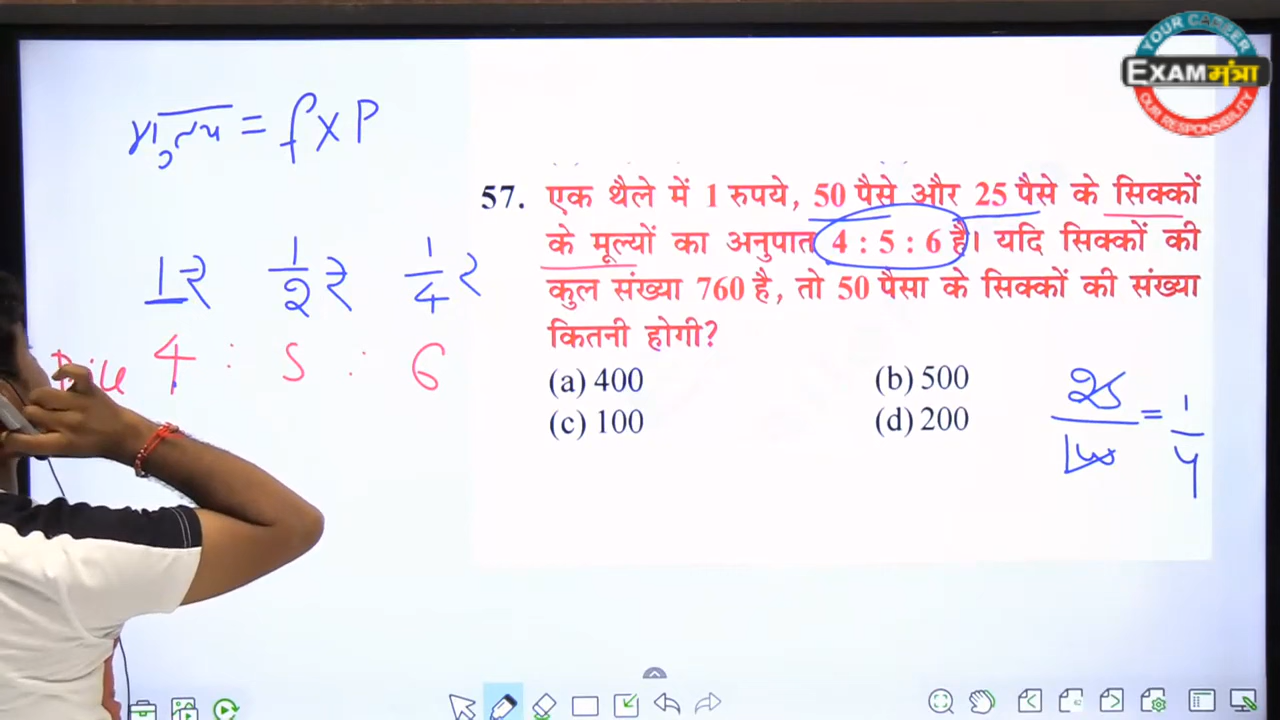 YOUR CAREER
EXAMमंत्रा
OUR RESPONSIBILITY
= f x P
57. एक थैले में 1 रुपये, 50 पैसे और 25 पैसे के सिक्कों
के मूल्यों का अनुपात 4 : 5 : 6 है। यदि सिक्कों की
कुल संख्या 760 है, तो 50 पैसा के सिक्कों की संख्या
कितनी होगी?
(a) 400 (b) 500
(c) 100 (d) 200
1₹ 1/2₹ 1/4₹
4 : 5 : 6
25/100 = 1/4